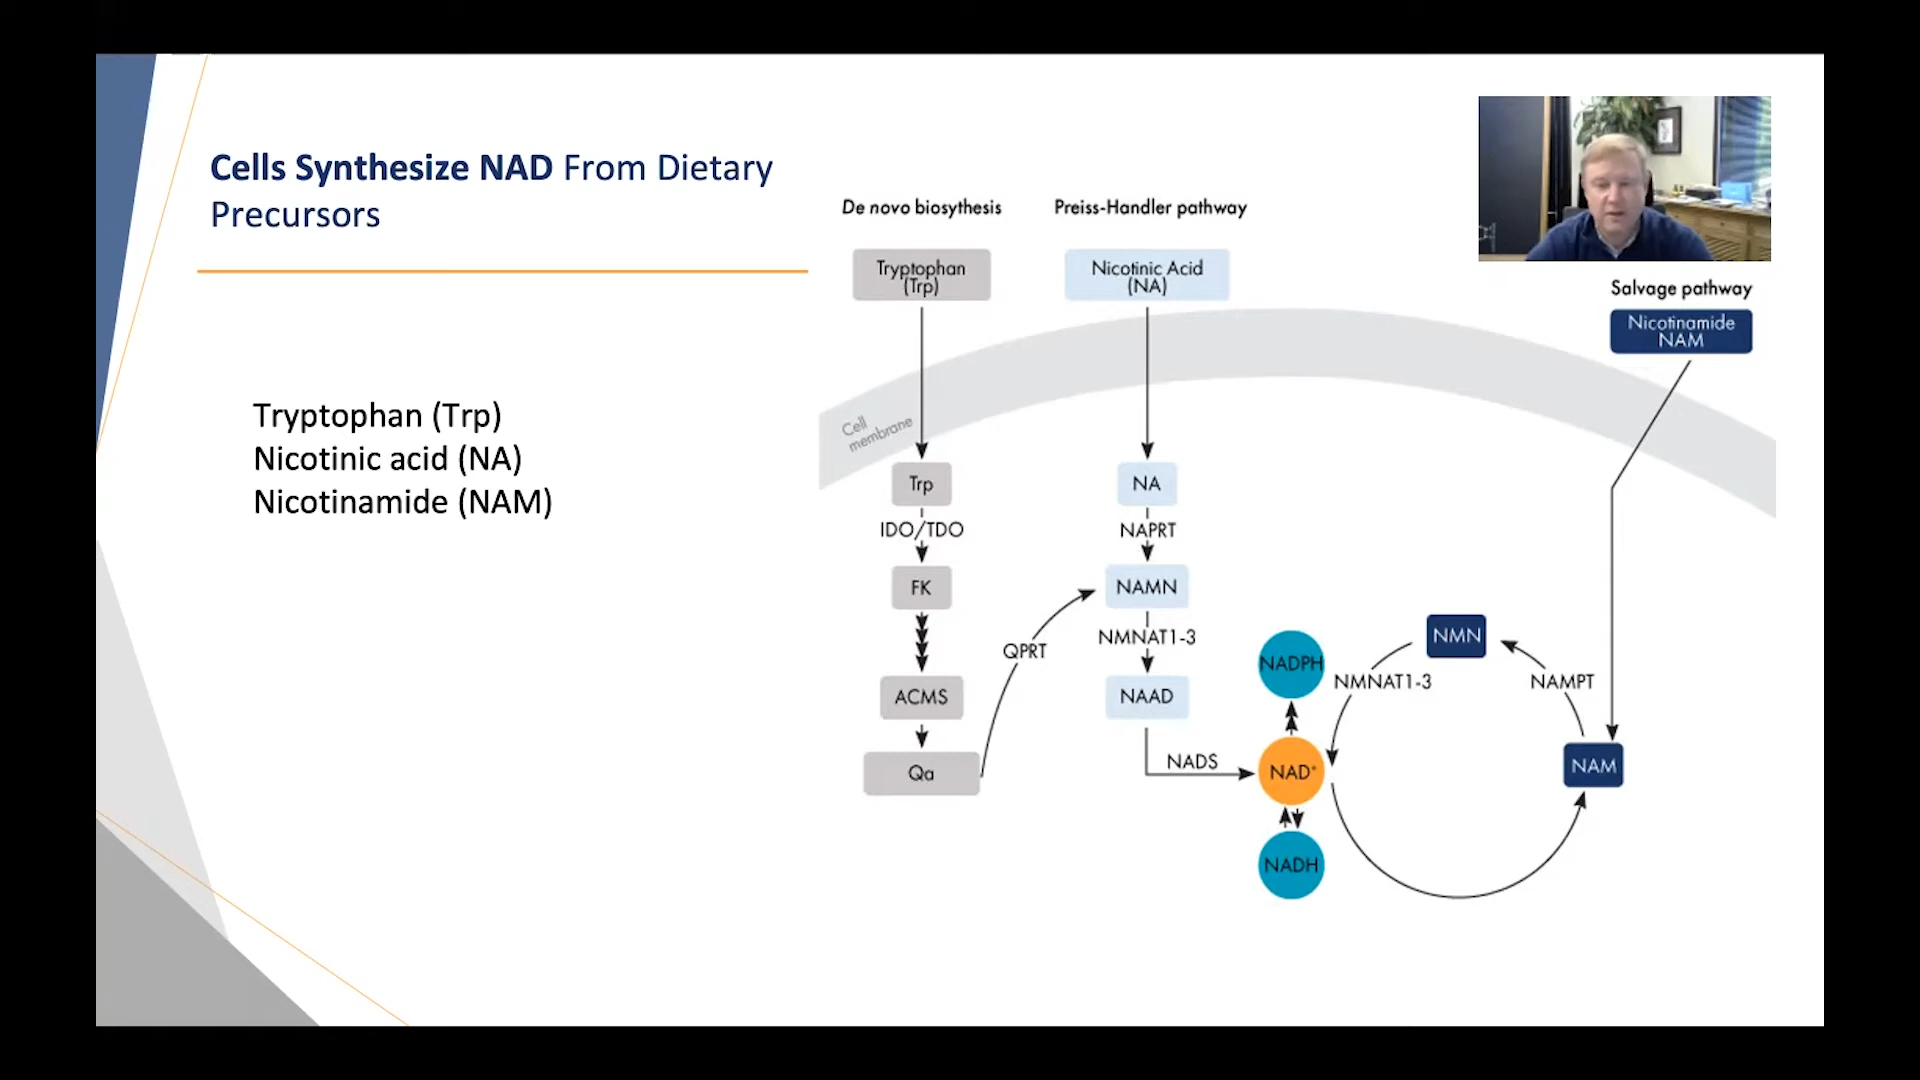 Cells Synthesize NAD From Dietary
Precursors
Tryptophan (Trp)
Nicotinic acid (NA)
Nicotinamide (NAM)
De novo biosythesis
Preiss-Handler pathway
Salvage pathway
Tryptophan
(Trp)
Nicotinic Acid
(NA)
Nicotinamide
NAM
Cell
membrane
Trp
IDO/TDO
FK
ACMS
Qa
QPRT
NA
NAPRT
NAMN
NMNAT1-3
NAAD
NADS
NADPH
NAD+
NADH
NMNAT1-3
NMN
NAMPT
NAM